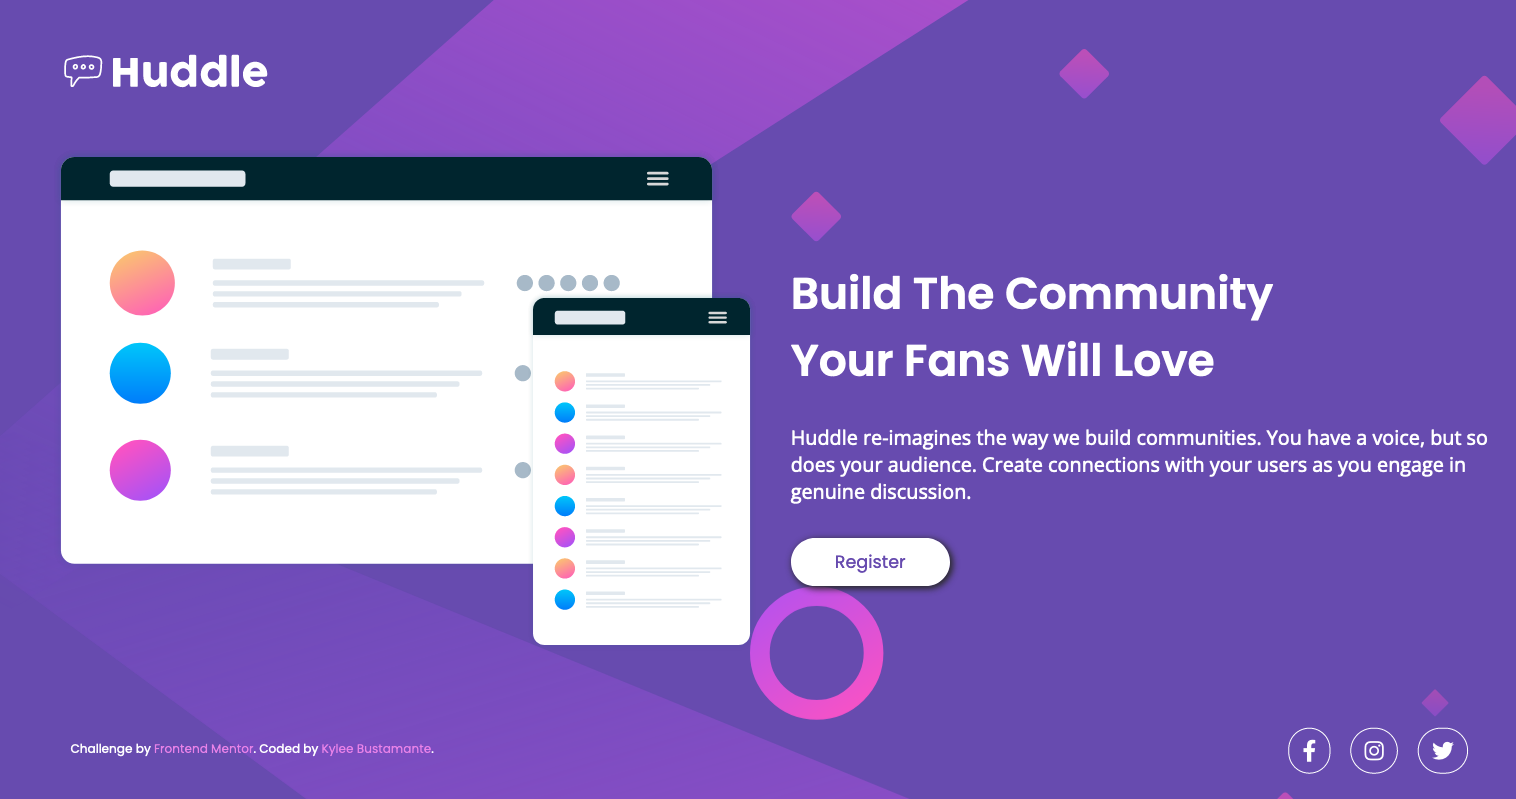 Huddle
Build The Community
Your Fans Will Love
Huddle re-imagines the way we build communities. You have a voice, but so
does your audience. Create connections with your users as you engage in
genuine discussion.
Register
Challenge by Frontend Mentor. Coded by Kylee Bustamante.